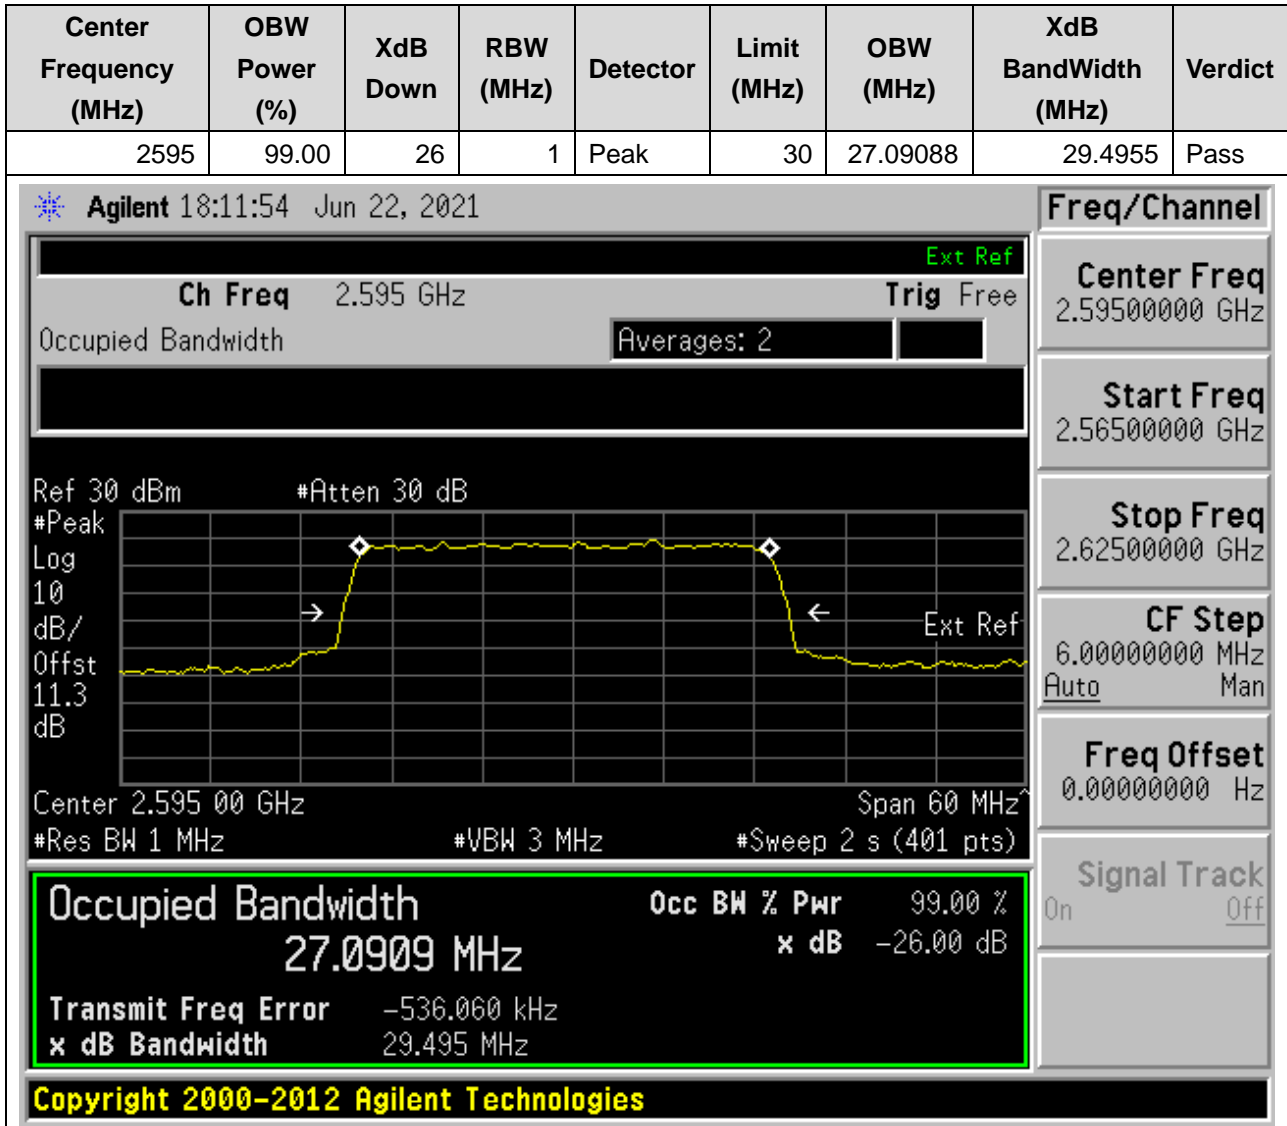 Center Frequency (MHz) OBW Power (%) XdB Down RBW (MHz) Detector Limit (MHz) OBW (MHz) XdB BandWidth (MHz) Verdict
2595 99.00 26 1 Peak 30 27.09088 29.4955 Pass
Agilent 18:11:54 Jun 22, 2021
Freq/Channel
Ext Ref
Ch Freq 2.595 GHz Trig Free
Occupied Bandwidth Averages: 2
Center Freq
2.59500000 GHz
Start Freq
2.56500000 GHz
Stop Freq
2.62500000 GHz
CF Step
6.00000000 MHz
Auto Man
Freq Offset
0.00000000 Hz
Signal Track
On Off
Ref 30 dBm #Atten 30 dB
#Peak
Log
10
dB/
Offst
11.3
dB
Ext Ref
Center 2.595 00 GHz Span 60 MHz^
#Res BW 1 MHz #VBW 3 MHz #Sweep 2 s (401 pts)
Occupied Bandwidth
27.0909 MHz
Occ BW % Pwr 99.00 %
x dB -26.00 dB
Transmit Freq Error -536.060 kHz
x dB Bandwidth 29.495 MHz
Copyright 2000-2012 Agilent Technologies